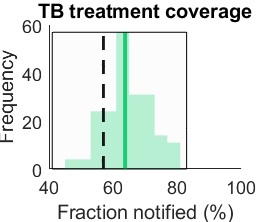 TB treatment coverage
60
40
20
0
Frequency
40 60 80 100
Fraction notified (%)